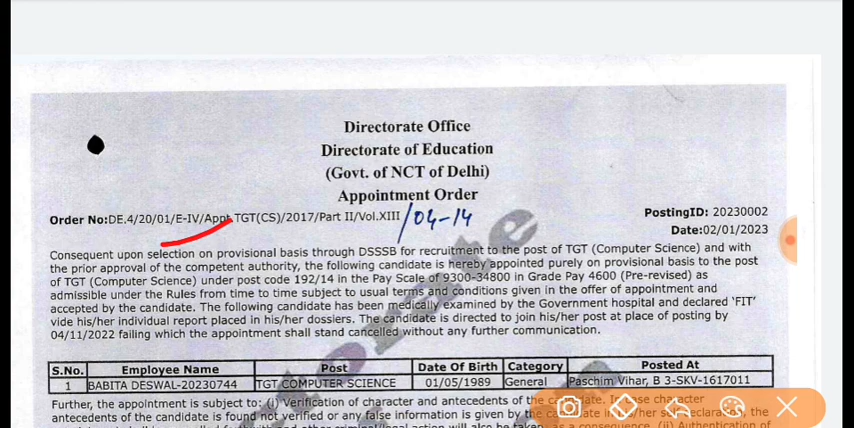 Directorate Office
Directorate of Education
(Govt. of NCT of Delhi)
Appointment Order
Order No:DE.4/20/01/E-IV/Appt.TGT(CS)/2017/Part II/Vol.XIII /04-14
PostingID: 20230002
Date:02/01/2023
Consequent upon selection on provisional basis through DSSSB for recruitment to the post of TGT (Computer Science) and with
the prior approval of the competent authority, the following candidate is hereby appointed purely on provisional basis to the post
of TGT (Computer Science) under post code 192/14 in the Pay Scale of 9300-34800 in Grade Pay 4600 (Pre-revised) as
admissible under the Rules from time to time subject to usual terms and conditions given in the offer of appointment and
accepted by the candidate. The following candidate has been medically examined by the Government hospital and declared 'FIT'
vide his/her individual report placed in his/her dossiers. The candidate is directed to join his/her post at place of posting by
04/11/2022 failing which the appointment shall stand cancelled without any further communication.
S.No. Employee Name Post Date Of Birth Category Posted At
1 BABITA DESWAL-20230744 TGT COMPUTER SCIENCE 01/05/1989 General Paschim Vihar, B 3-SKV-1617011
Further, the appointment is subject to: (i) Verification of character and antecedents of the candidate. In case character
antecedents of the candidate is found not verified or any false information is given by the candidate in his/her self declaration, the